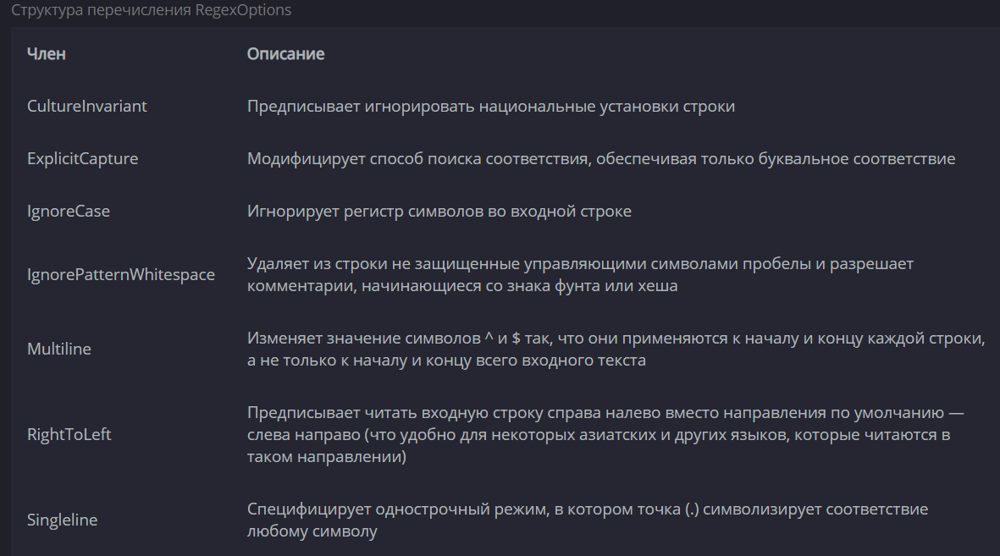 Структура перечисления RegexOptions
Член Описание
CultureInvariant Предписывает игнорировать национальные установки строки
ExplicitCapture Модифицирует способ поиска соответствия, обеспечивая только буквальное соответствие
IgnoreCase Игнорирует регистр символов во входной строке
IgnorePatternWhitespace Удаляет из строки не защищенные управляющими символами пробелы и разрешает
комментарии, начинающиеся со знака фунта или хеша
Multiline Изменяет значение символов ^ и $ так, что они применяются к началу и концу каждой строки,
а не только к началу и концу всего входного текста
RightToLeft Предписывает читать входную строку справа налево вместо направления по умолчанию —
слева направо (что удобно для некоторых азиатских и других языков, которые читаются в
таком направлении)
Singleline Специфицирует однострочный режим, в котором точка (.) символизирует соответствие
любому символу